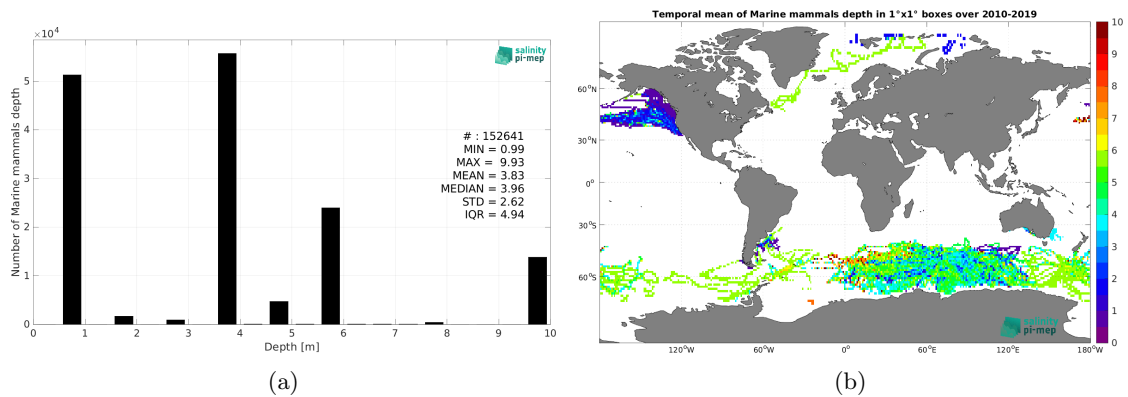 ×10⁴
salinity
pi-mep
# : 152641
MIN = 0.99
MAX = 9.93
MEAN = 3.83
MEDIAN = 3.96
STD = 2.62
IQR = 4.94
Number of Marine mammals depth
5
4
3
2
1
0
0 1 2 3 4 5 6 7 8 9 10
Depth [m]
(a)
Temporal mean of Marine mammals depth in 1°x1° boxes over 2010-2019
60°N
30°N
0°
30°S
60°S
120°W 60°W 0° 60°E 120°E 180°W
salinity
pi-mep
10
9
8
7
6
5
4
3
2
1
0
(b)